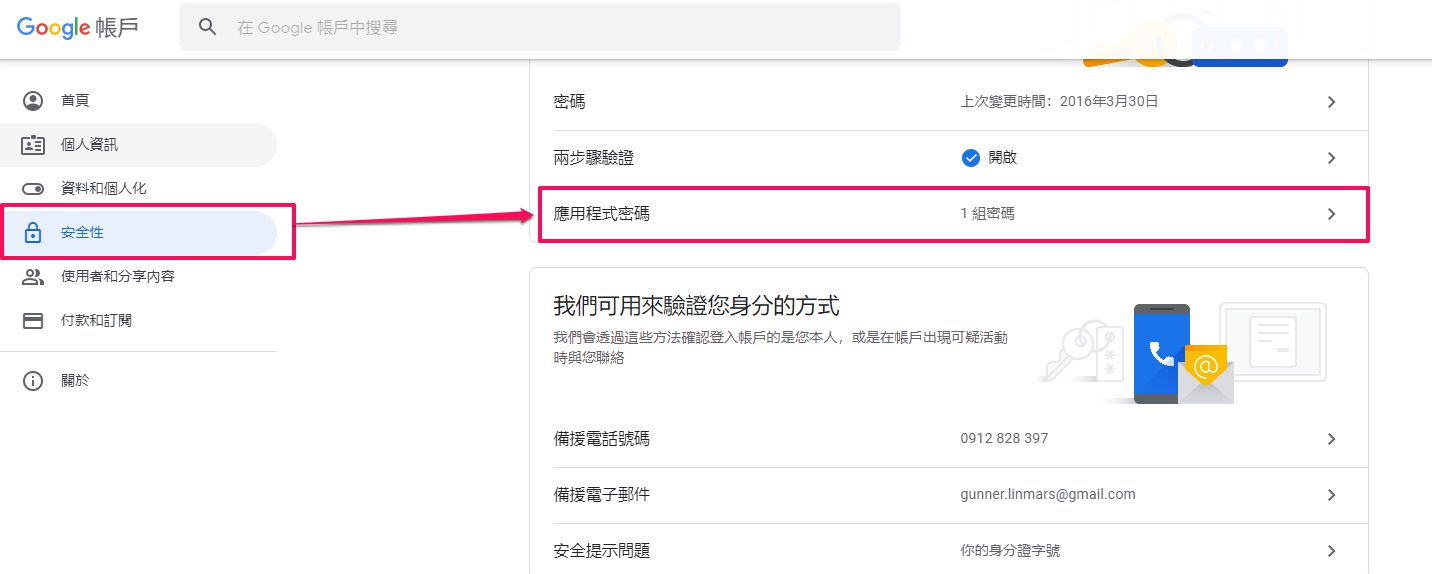 Google 帳戶
在 Google 帳戶中搜尋
首頁
個人資訊
資料和個人化
安全性
使用者和分享內容
付款和訂閱
關於
密碼
上次變更時間：2016年3月30日
兩步驟驗證
開啟
應用程式密碼
1 組密碼
我們可用來驗證您身分的方式
我們會透過這些方法確認登入帳戶的是您本人，或是在帳戶出現可疑活動
時與您聯絡
備援電話號碼
0912 828 397
備援電子郵件
gunner.linmars@gmail.com
安全提示問題
你的身分證字號